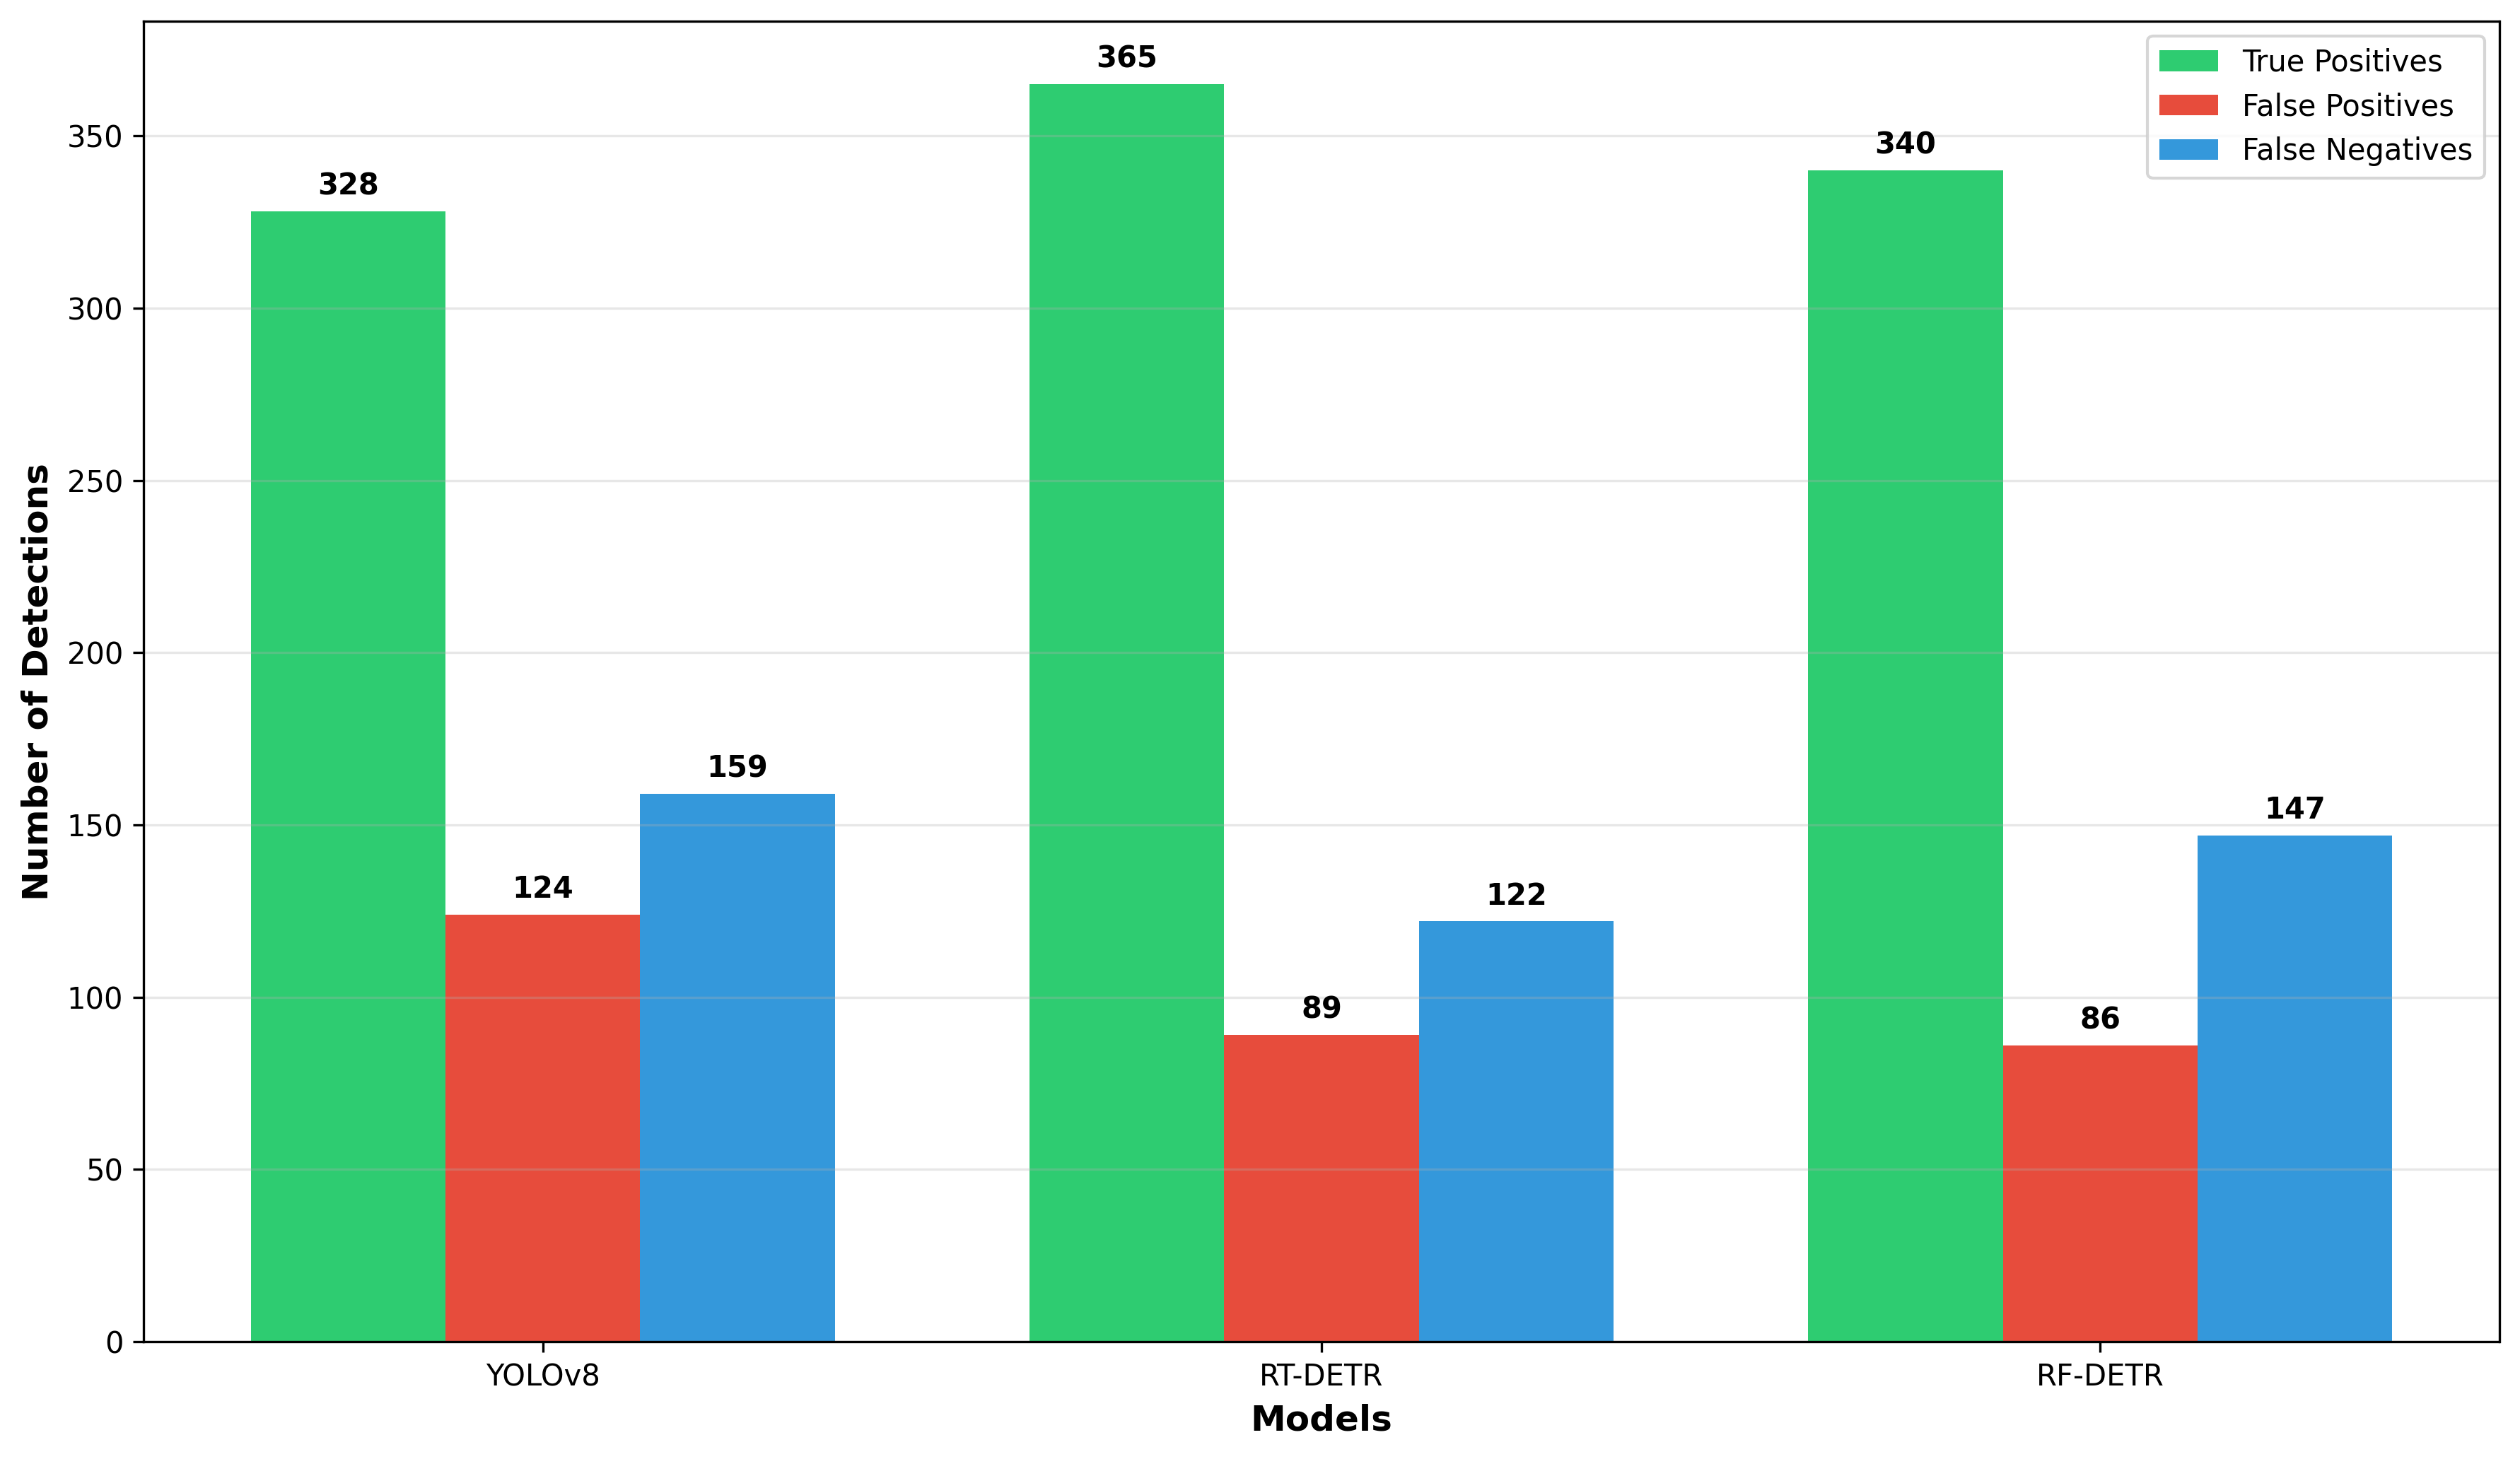 365
True Positives
False Positives
False Negatives
350
340
328
300
250
200
159
150
147
124
122
100
89
86
50
0
Number of Detections
YOLOv8
RT-DETR
RF-DETR
Models